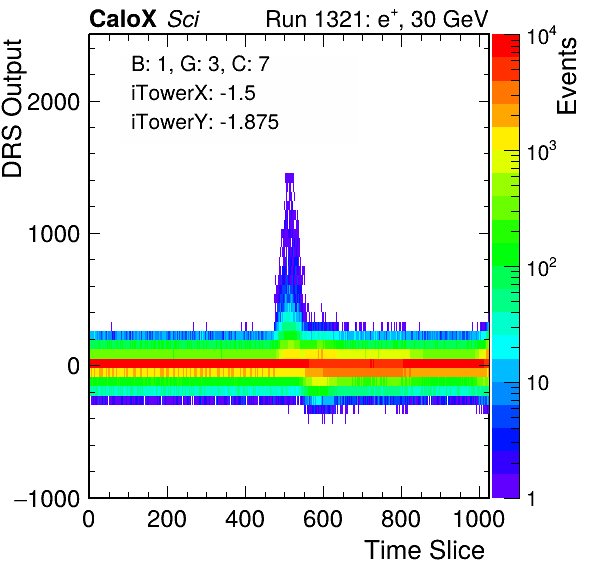 CaloX Sci Run 1321: e+, 30 GeV
B: 1, G: 3, C: 7
iTowerX: -1.5
iTowerY: -1.875
DRS Output
2000
1000
0
−1000
0 200 400 600 800 1000
Time Slice
Events
10^4
10^3
10^2
10
1